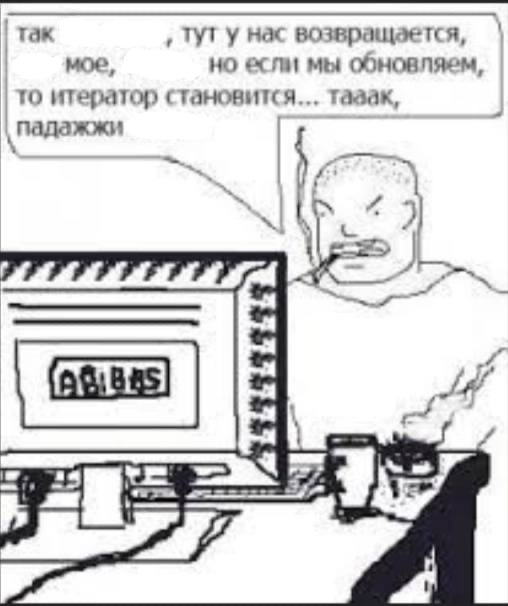 так , тут у нас возвращается,
мое, но если мы обновляем,
то итератор становится... тааак,
падажжи
ABIBAS